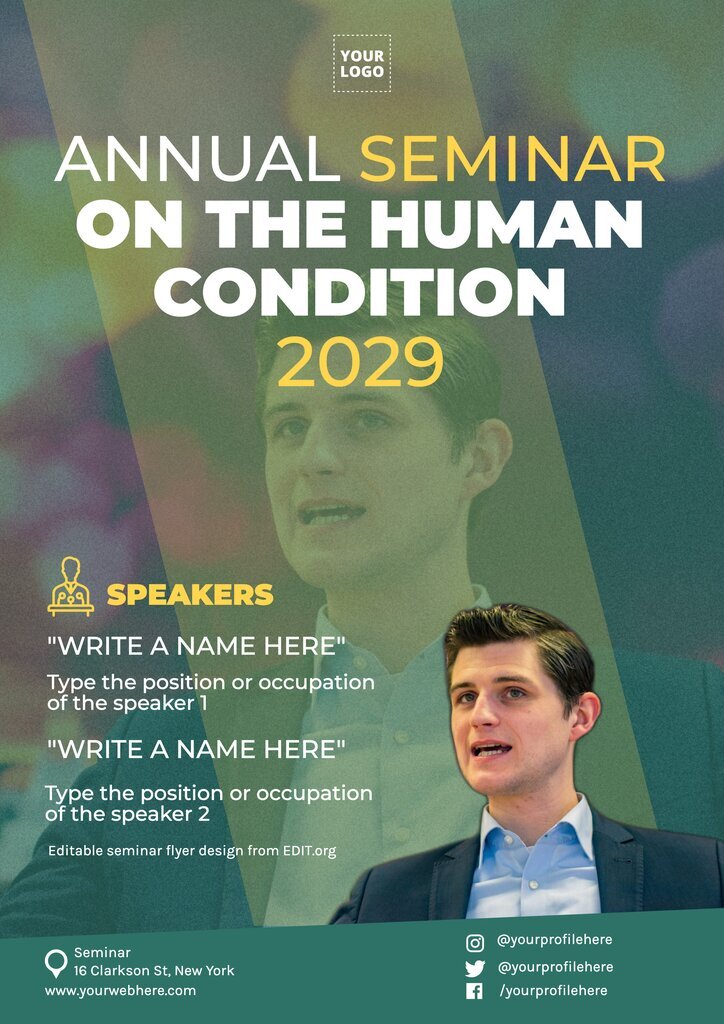 YOUR
LOGO
ANNUAL SEMINAR
ON THE HUMAN
CONDITION
2029
SPEAKERS
"WRITE A NAME HERE"
Type the position or occupation
of the speaker 1
"WRITE A NAME HERE"
Type the position or occupation
of the speaker 2
Editable seminar flyer design from EDIT.org
Seminar
16 Clarkson St, New York
www.yourwebhere.com
@yourprofilehere
@yourprofilehere
/yourprofilehere